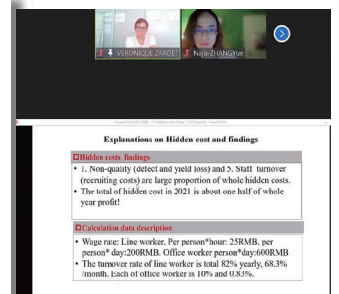 VERONIQUE ZARDET
Naja-ZHANGYue
Explanations on Hidden cost and findings
Hidden costs findings
• 1. Non-quality (defect and yield loss) and 5. Staff turnover
(recruiting costs) are large proportion of whole hidden costs.
• The total of hidden cost in 2021 is about one half of whole
year profit!
Calculation data description
• Wage rate: Line worker. Per person*hour: 25RMB. per
person* day:200RMB. Office worker person*day:600RMB
• The turnover rate of line worker is total 82% yearly, 68.3%
/month. Each of office worker is 10% and 0.83%.